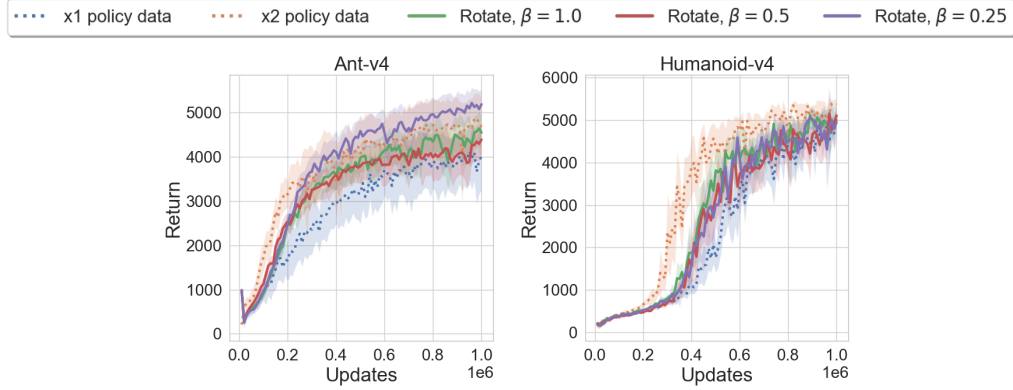 x1 policy data x2 policy data Rotate, β = 1.0 Rotate, β = 0.5 Rotate, β = 0.25
Ant-v4 Humanoid-v4
Return
5000
4000
3000
2000
1000
0
0.0 0.2 0.4 0.6 0.8 1.0
1e6
Updates
Return
6000
5000
4000
3000
2000
1000
0
0.0 0.2 0.4 0.6 0.8 1.0
1e6
Updates